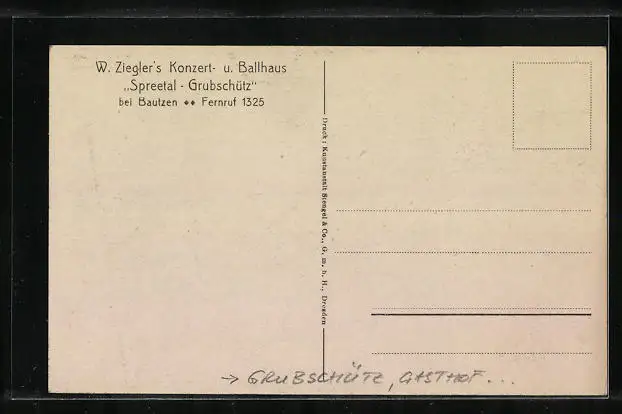 W. Ziegler's Konzert- u. Ballhaus
„Spreetal - Grubschütz"
bei Bautzen ◆◆ Fernruf 1325
Druck: Kunstanstalt Stengel & Co., G. m. b. H., Dresden
→ GRUBSCHÜTZ, GASTHOF...